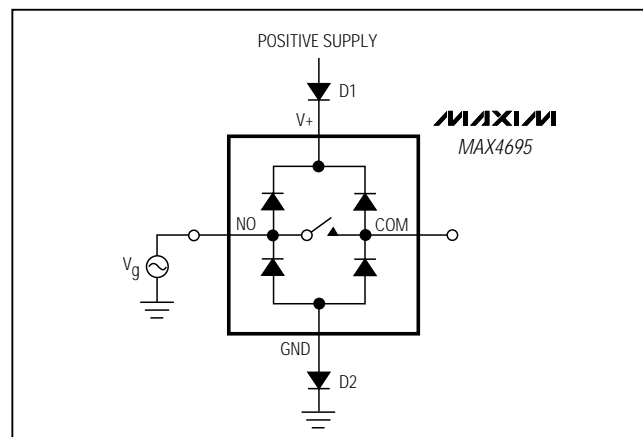 POSITIVE SUPPLY
D1
V+
MAXIM
MAX4695
NO
COM
Vg
GND
D2